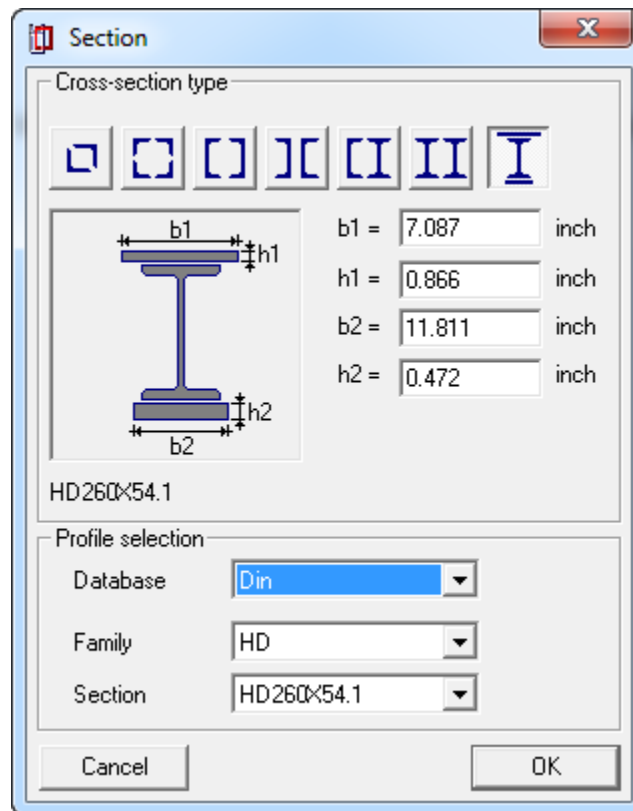 Section
Cross-section type
b1
h1
h2
b2
b1 = 7.087 inch
h1 = 0.866 inch
b2 = 11.811 inch
h2 = 0.472 inch
HD260X54.1
Profile selection
Database Din
Family HD
Section HD260X54.1
Cancel OK